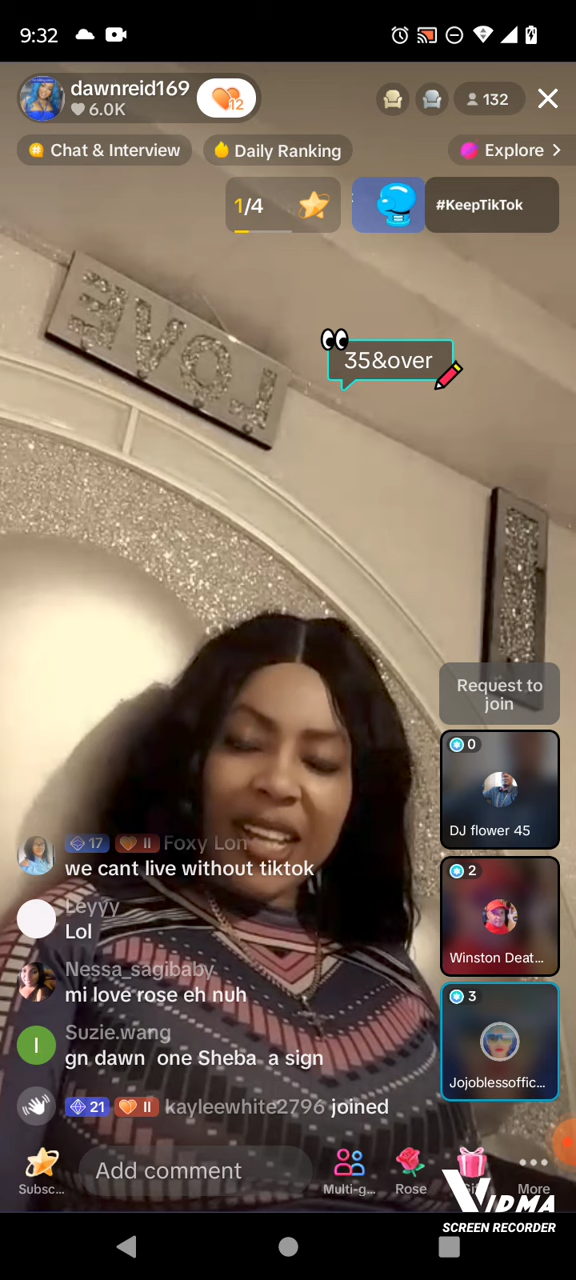 9:32
dawnreid169
6.0K
12
132
Chat & Interview
Daily Ranking
Explore >
1/4
#KeepTikTok
LOVE
35&over
Request to
join
0
DJ flower 45
2
Winston Deat...
3
Jojoblessoffic...
17 II Foxy Lon
we cant live without tiktok
Leyyy
Lol
Nessa_sagibaby
mi love rose eh nuh
I
Suzie.wang
gn dawn one Sheba a sign
21 II kayleewhite2796 joined
Add comment
Subsc...
Multi-g...
Rose
More
VIDMA
SCREEN RECORDER